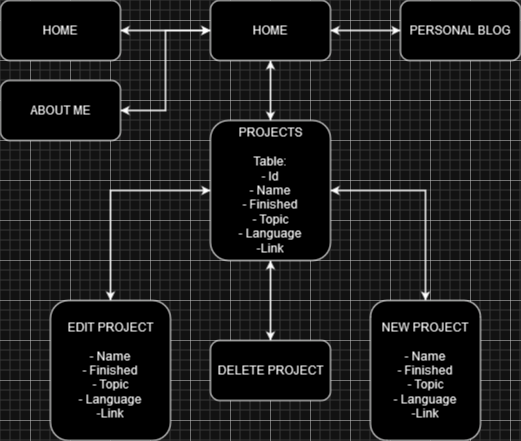 HOME
HOME
PERSONAL BLOG
ABOUT ME
PROJECTS
Table:
- Id
- Name
- Finished
- Topic
- Language
-Link
EDIT PROJECT
- Name
- Finished
- Topic
- Language
-Link
DELETE PROJECT
NEW PROJECT
- Name
- Finished
- Topic
- Language
-Link